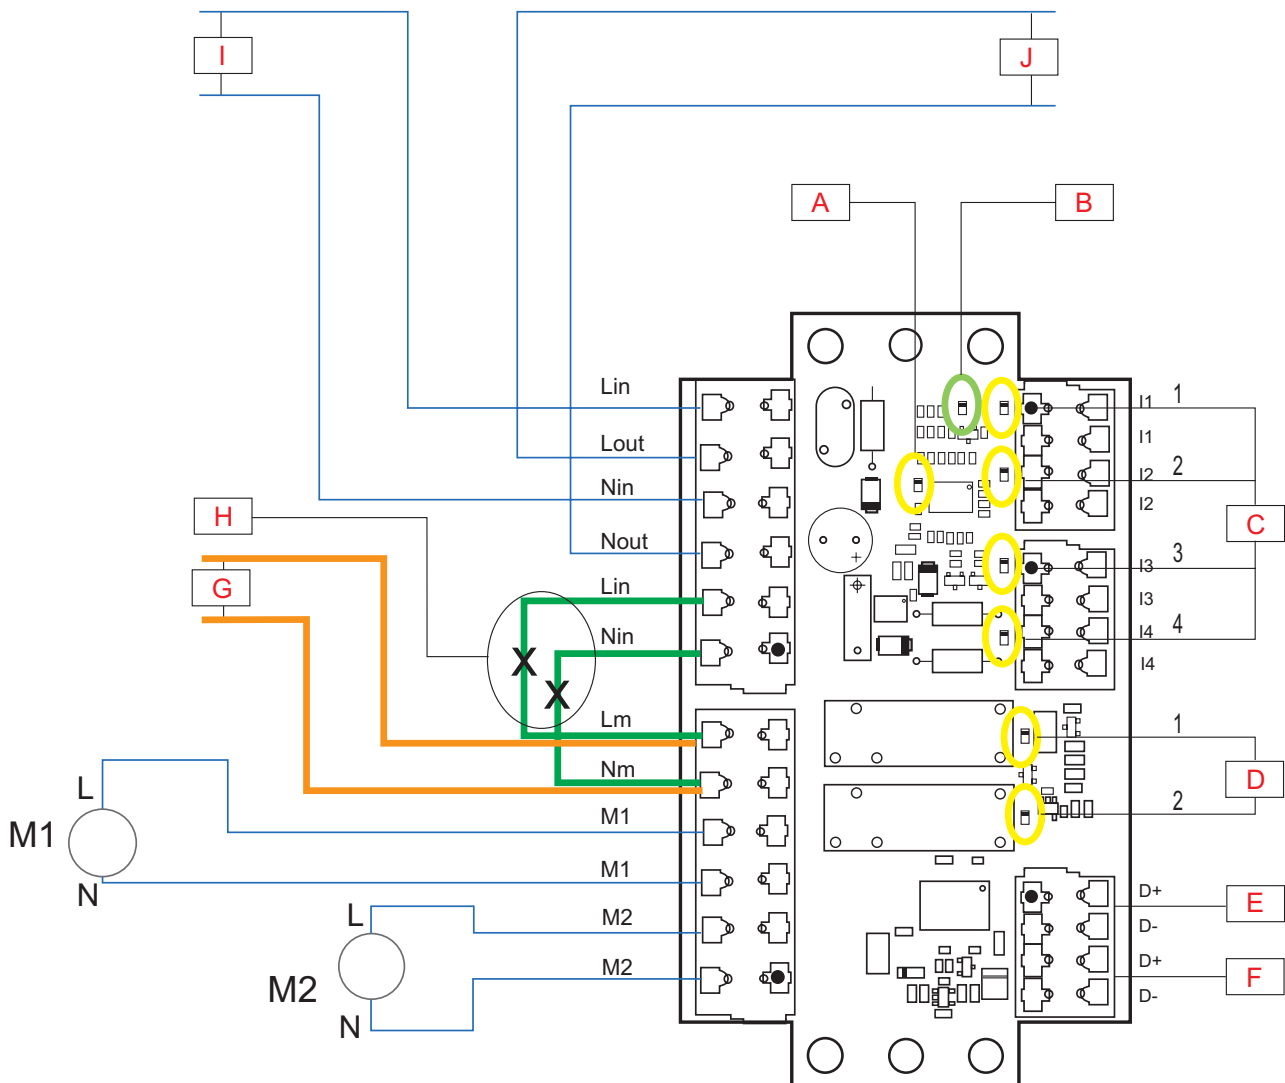 I
J
A
B
Lin
I1
1
I1
Lout
I2
2
Nin
I2
H
C
Nout
I3
3
G
Lin
I3
I4
4
Nin
I4
X
X
Lm
1
Nm
D
L
M1
2
M1
M1
N
D+
E
L
M2
D-
D+
M2
F
M2
D-
N